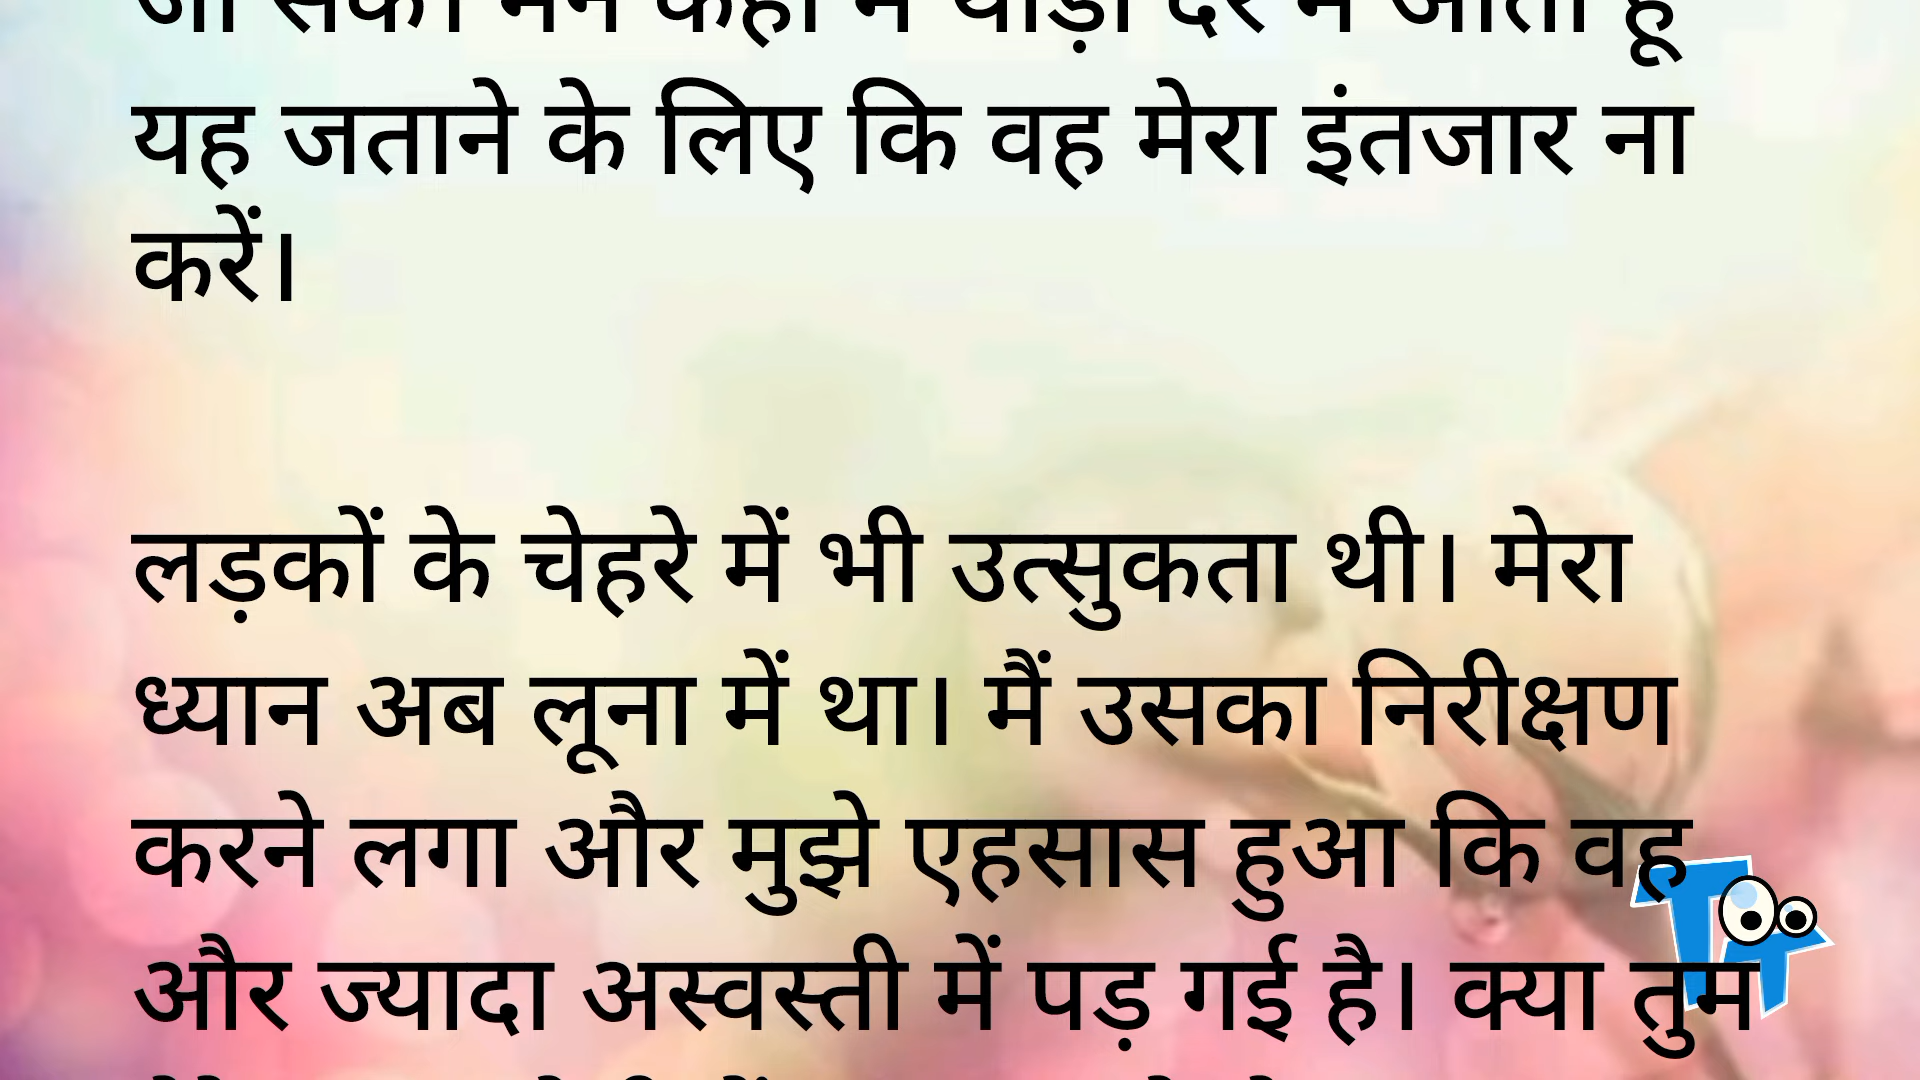 जा सके। मैंने कहा मैं थोड़ी देर में आता हूं
यह जताने के लिए कि वह मेरा इंतजार ना
करें।
लड़कों के चेहरे में भी उत्सुकता थी। मेरा
ध्यान अब लूना में था। मैं उसका निरीक्षण
करने लगा और मुझे एहसास हुआ कि वह
और ज्यादा अस्वस्ती में पड़ गई है। क्या तुम